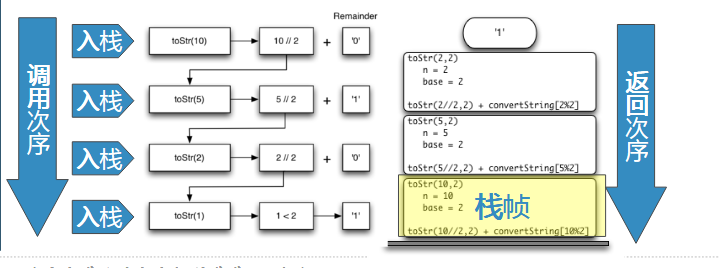 Remainder
调用次序
入栈
toStr(10)
10 // 2
+
'0'
入栈
toStr(5)
5 // 2
+
'1'
入栈
toStr(2)
2 // 2
+
'0'
入栈
toStr(1)
1 < 2
'1'
'1'
toStr(2,2)
n = 2
base = 2
toStr(2//2,2) + convertString[2%2]
toStr(5,2)
n = 5
base = 2
toStr(5//2,2) + convertString[5%2]
toStr(10,2)
n = 10
base = 2
toStr(10//2,2) + convertString[10%2]
栈帧
返回次序